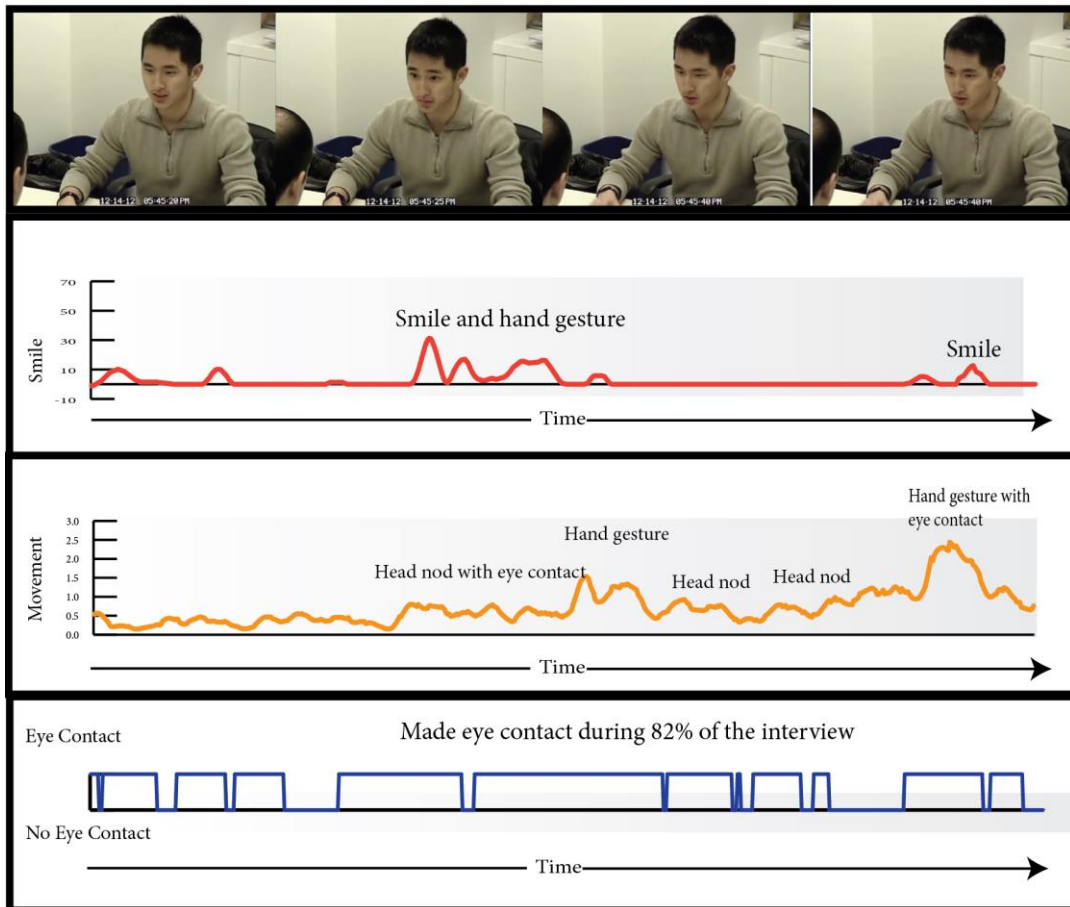 12-14-12 05:45:20 PM
12-14-12 05:45:25 PM
12-14-12 05:45:40 PM
12-14-12 05:45:40 PM
Smile
70
50
30
10
-10
Smile and hand gesture
Smile
Time
Movement
3.0
2.5
2.0
1.5
1.0
0.5
0.0
Head nod with eye contact
Hand gesture
Head nod
Head nod
Hand gesture with
eye contact
Time
Eye Contact
Made eye contact during 82% of the interview
No Eye Contact
Time